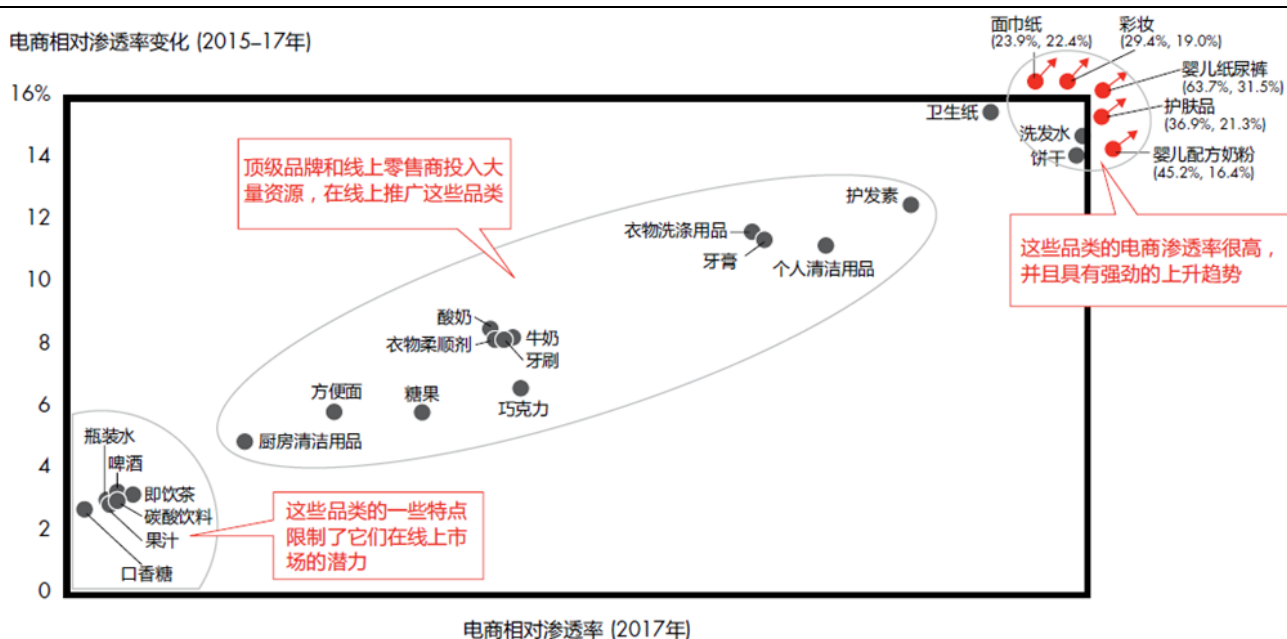 电商相对渗透率变化 (2015–17年)
面巾纸
(23.9%, 22.4%)
彩妆
(29.4%, 19.0%)
婴儿纸尿裤
(63.7%, 31.5%)
护肤品
(36.9%, 21.3%)
婴儿配方奶粉
(45.2%, 16.4%)
16%
14
12
10
8
6
4
2
0
卫生纸
洗发水
饼干
顶级品牌和线上零售商投入大
量资源，在线上推广这些品类
护发素
衣物洗涤用品
牙膏
个人清洁用品
这些品类的电商渗透率很高，
并且具有强劲的上升趋势
酸奶
衣物柔顺剂
牛奶
牙刷
方便面
糖果
巧克力
厨房清洁用品
瓶装水
啤酒
即饮茶
碳酸饮料
果汁
口香糖
这些品类的一些特点
限制了它们在线上市
场的潜力
电商相对渗透率 (2017年)